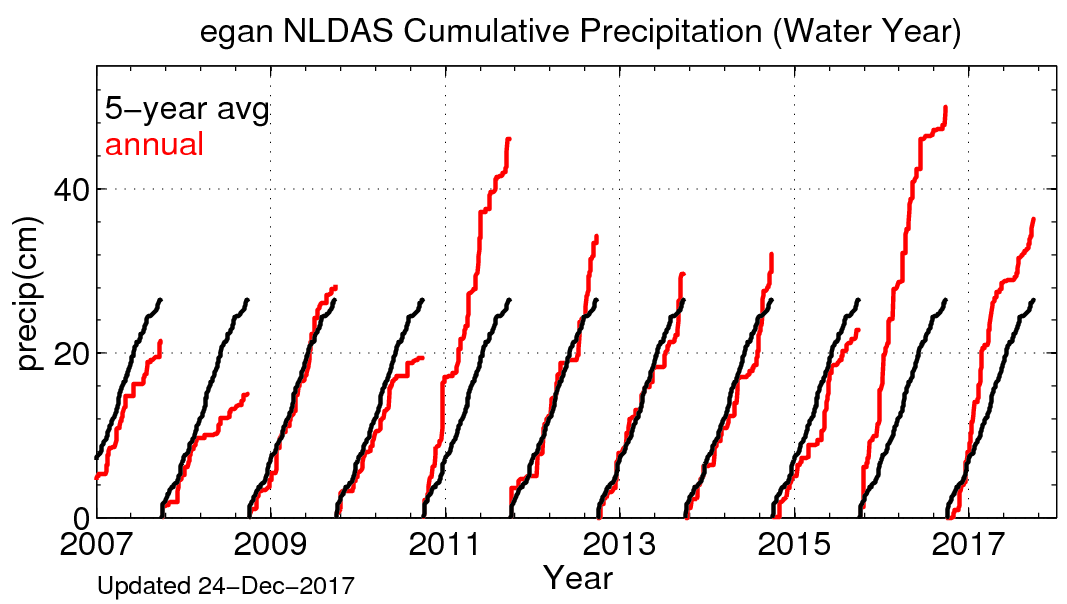 egan NLDAS Cumulative Precipitation (Water Year)
5−year avg
annual
precip(cm)
40
20
0
2007 2009 2011 2013 2015 2017
Year
Updated 24−Dec−2017